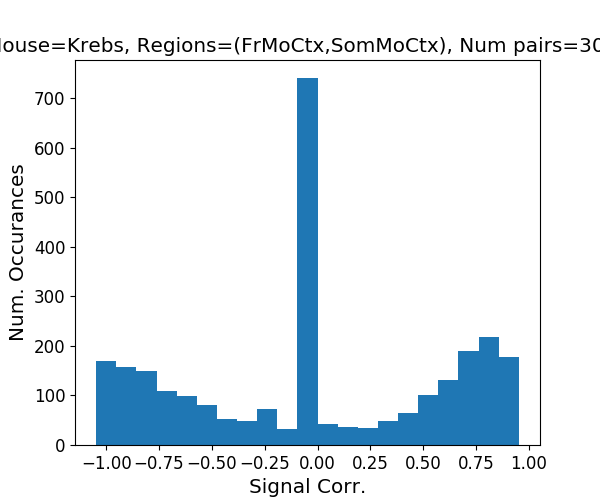 Mouse=Krebs, Regions=(FrMoCtx,SomMoCtx), Num pairs=30
Num. Occurances
700
600
500
400
300
200
100
0
−1.00 −0.75 −0.50 −0.25 0.00 0.25 0.50 0.75 1.00
Signal Corr.